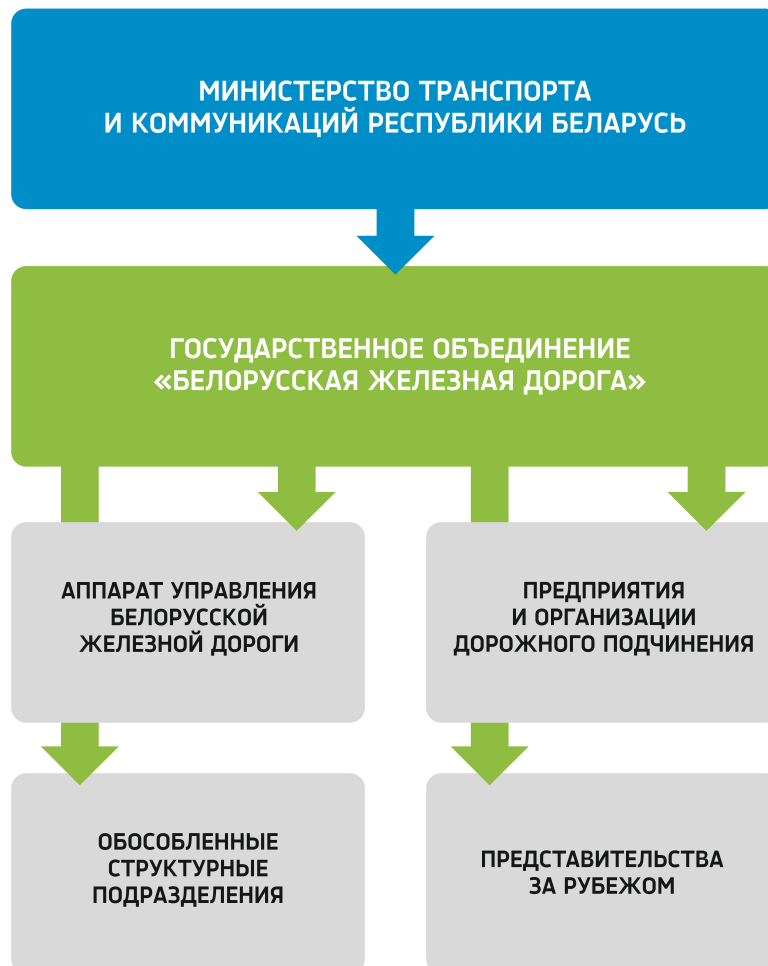 МИНИСТЕРСТВО ТРАНСПОРТА
И КОММУНИКАЦИЙ РЕСПУБЛИКИ БЕЛАРУСЬ
ГОСУДАРСТВЕННОЕ ОБЪЕДИНЕНИЕ
«БЕЛОРУССКАЯ ЖЕЛЕЗНАЯ ДОРОГА»
АППАРАТ УПРАВЛЕНИЯ
БЕЛОРУССКОЙ
ЖЕЛЕЗНОЙ ДОРОГИ
ПРЕДПРИЯТИЯ
И ОРГАНИЗАЦИИ
ДОРОЖНОГО ПОДЧИНЕНИЯ
ОБОСОБЛЕННЫЕ
СТРУКТУРНЫЕ
ПОДРАЗДЕЛЕНИЯ
ПРЕДСТАВИТЕЛЬСТВА
ЗА РУБЕЖОМ